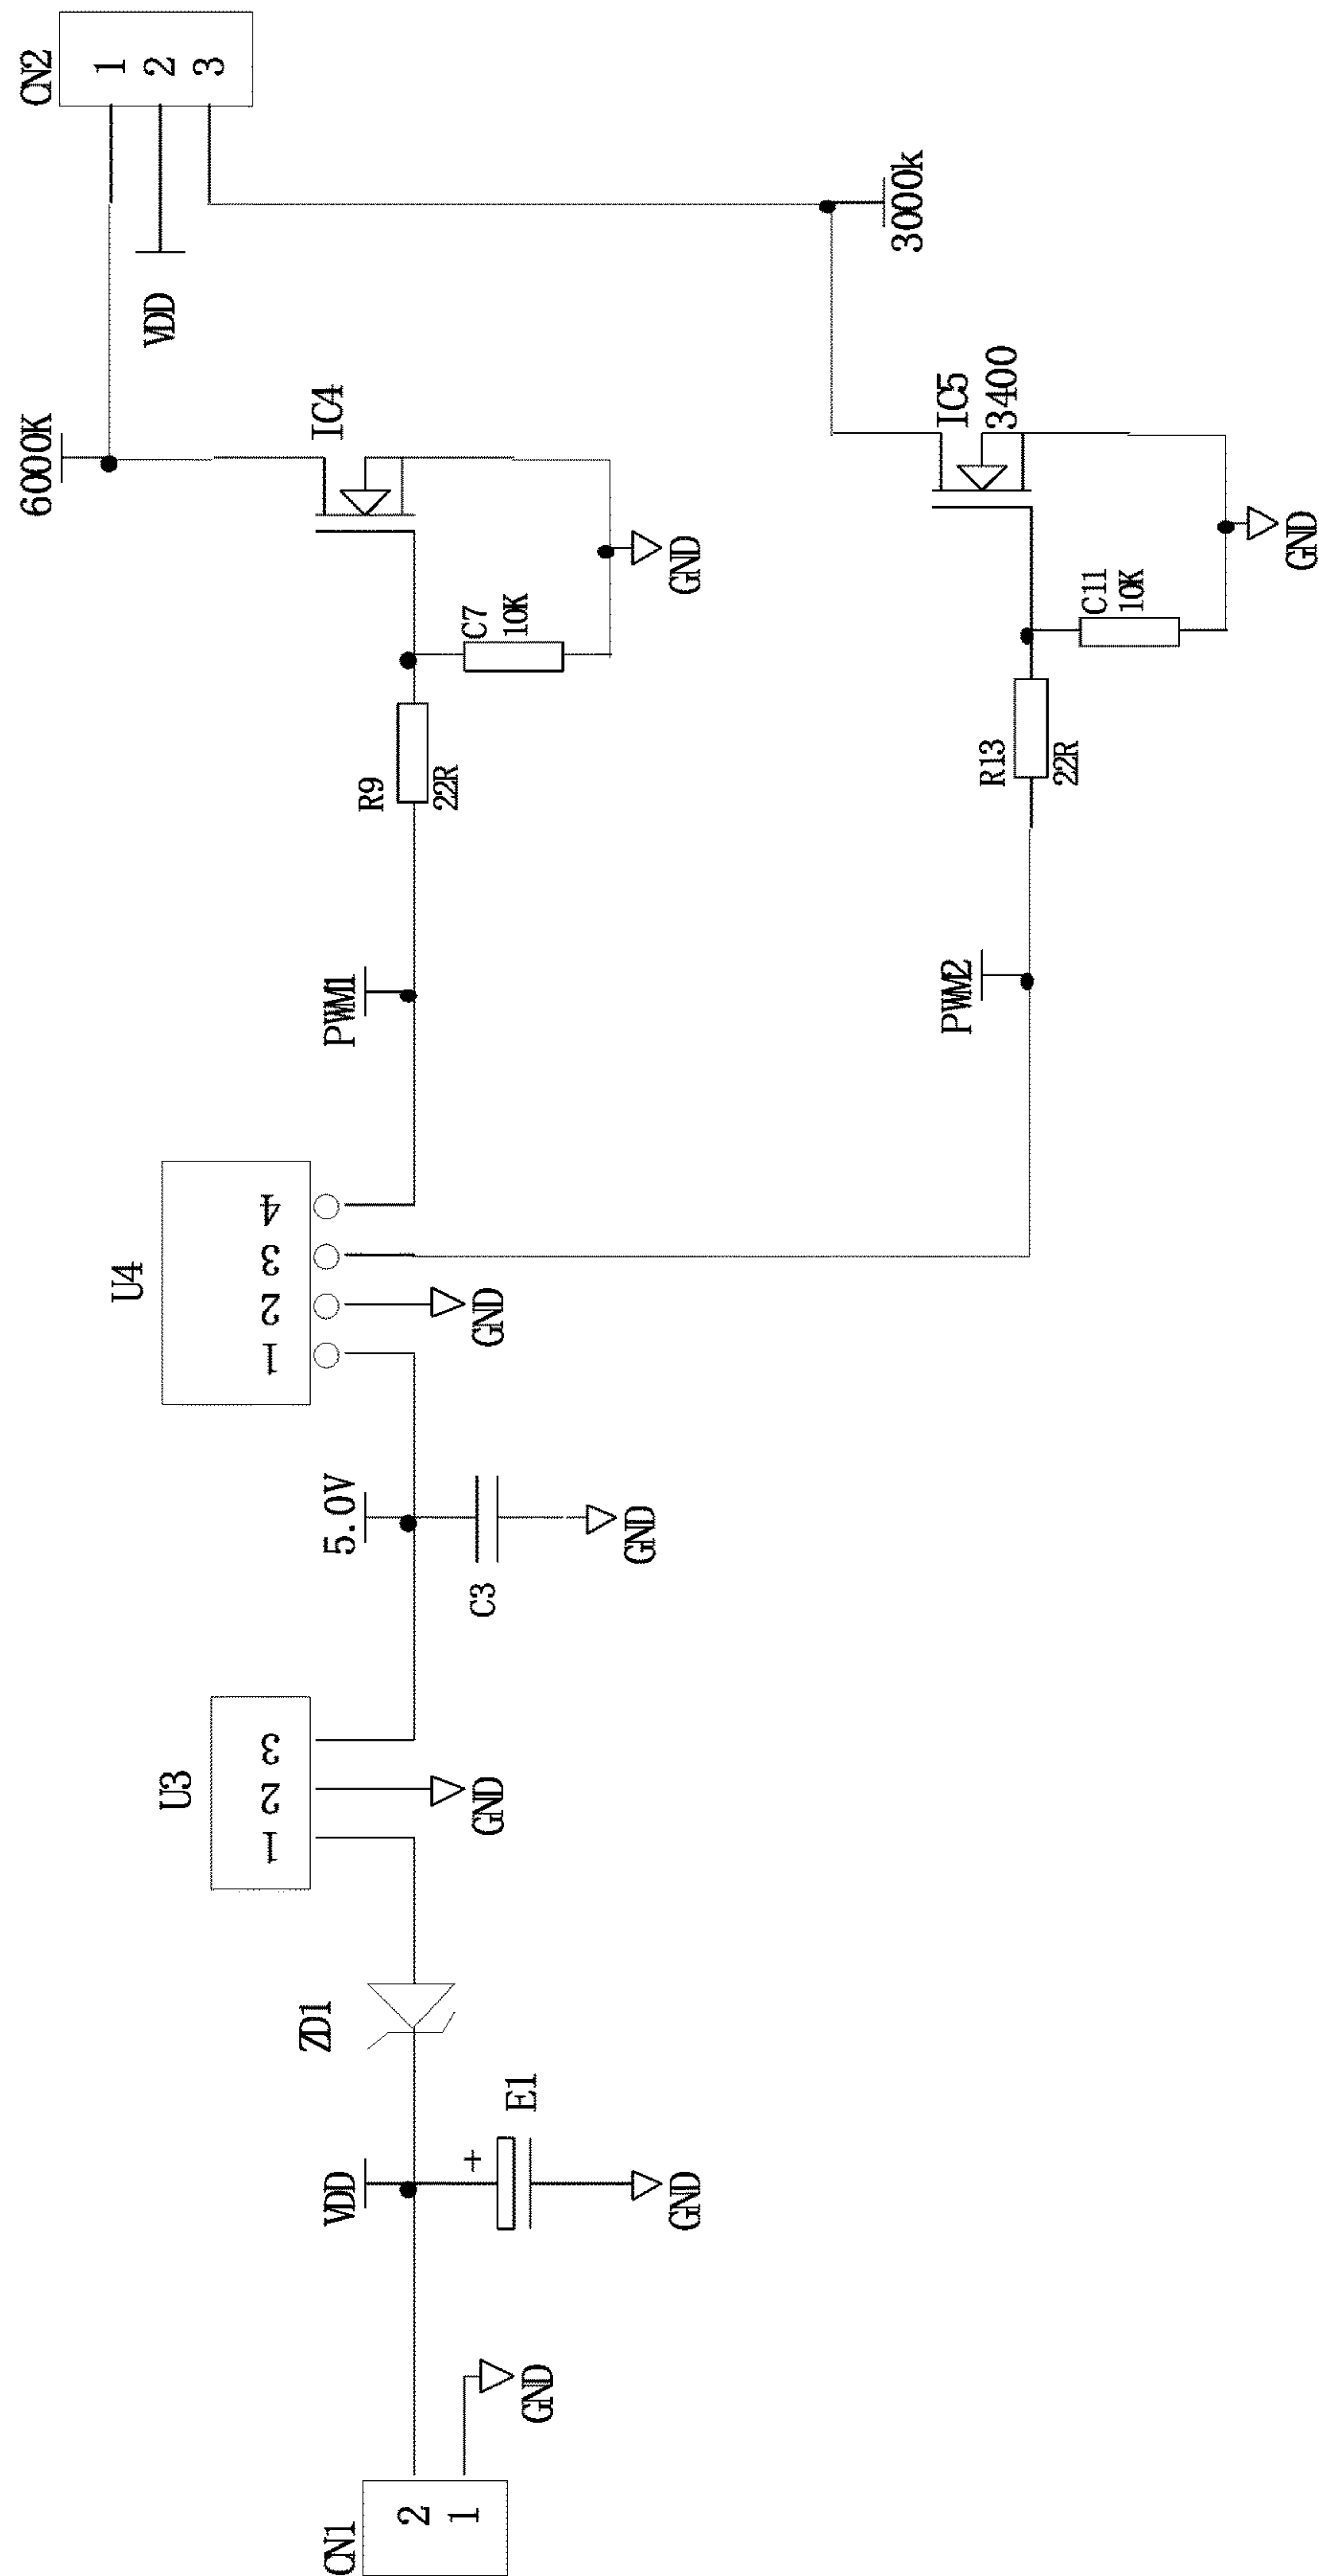 CN1
2
1
GND
VDD
+
E1
GND
ZD1
U3
1 2 3
GND
5.0V
C3
GND
U4
1 2 3 4
GND
PWM1
R9
22R
C7
10K
IC4
GND
6000K
VDD
CN2
1
2
3
PWM2
R13
22R
C11
10K
IC5
3400
GND
3000k